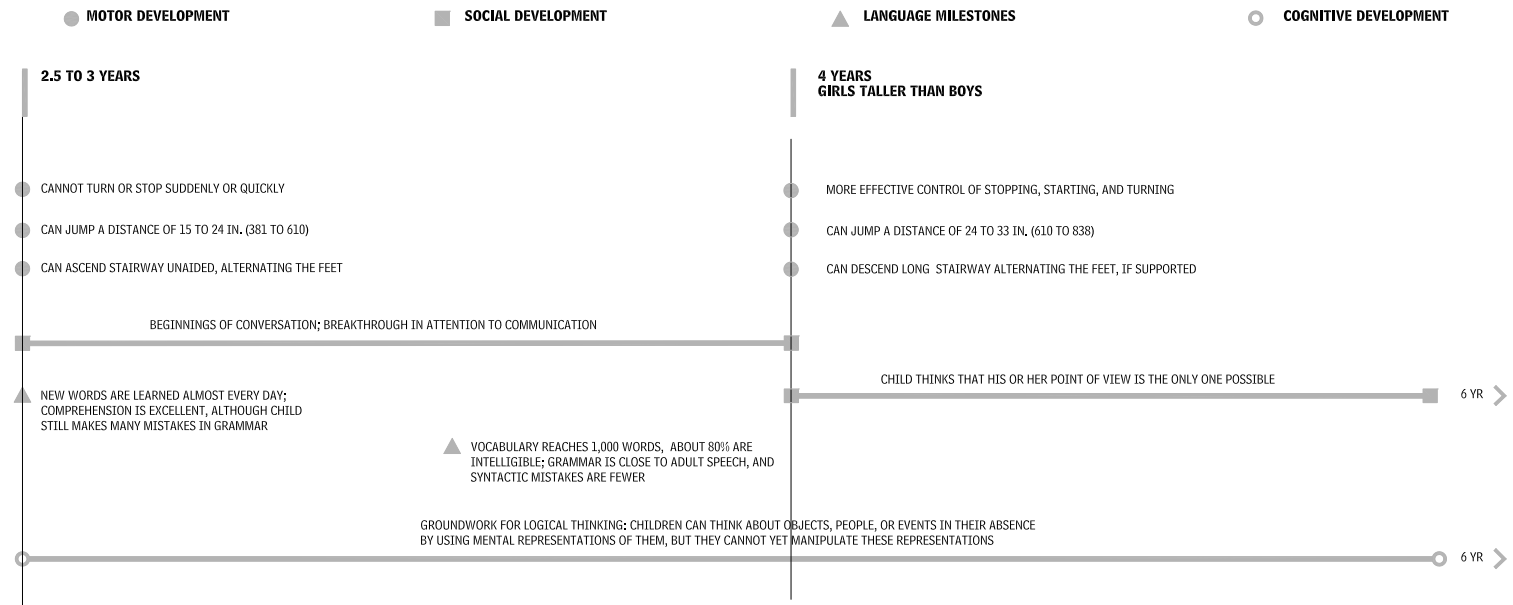 MOTOR DEVELOPMENT
SOCIAL DEVELOPMENT
LANGUAGE MILESTONES
COGNITIVE DEVELOPMENT
2.5 TO 3 YEARS
4 YEARS
GIRLS TALLER THAN BOYS
CANNOT TURN OR STOP SUDDENLY OR QUICKLY
MORE EFFECTIVE CONTROL OF STOPPING, STARTING, AND TURNING
CAN JUMP A DISTANCE OF 15 TO 24 IN. (381 TO 610)
CAN JUMP A DISTANCE OF 24 TO 33 IN. (610 TO 838)
CAN ASCEND STAIRWAY UNAIDED, ALTERNATING THE FEET
CAN DESCEND LONG STAIRWAY ALTERNATING THE FEET, IF SUPPORTED
BEGINNINGS OF CONVERSATION; BREAKTHROUGH IN ATTENTION TO COMMUNICATION
CHILD THINKS THAT HIS OR HER POINT OF VIEW IS THE ONLY ONE POSSIBLE
6 YR
NEW WORDS ARE LEARNED ALMOST EVERY DAY;
COMPREHENSION IS EXCELLENT, ALTHOUGH CHILD
STILL MAKES MANY MISTAKES IN GRAMMAR
VOCABULARY REACHES 1,000 WORDS, ABOUT 80% ARE
INTELLIGIBLE; GRAMMAR IS CLOSE TO ADULT SPEECH, AND
SYNTACTIC MISTAKES ARE FEWER
GROUNDWORK FOR LOGICAL THINKING: CHILDREN CAN THINK ABOUT OBJECTS, PEOPLE, OR EVENTS IN THEIR ABSENCE
BY USING MENTAL REPRESENTATIONS OF THEM, BUT THEY CANNOT YET MANIPULATE THESE REPRESENTATIONS
6 YR